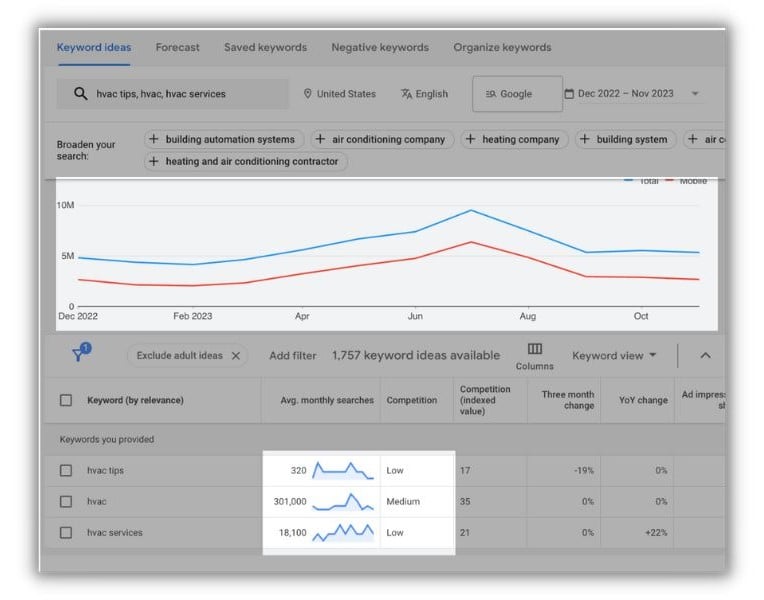 Keyword ideas Forecast Saved keywords Negative keywords Organize keywords
hvac tips, hvac, hvac services United States English Google Dec 2022 – Nov 2023
Broaden your search: + building automation systems + air conditioning company + heating company + building system + air c
+ heating and air conditioning contractor
Total Mobile
10M
5M
0
Dec 2022 Feb 2023 Apr Jun Aug Oct
1 Exclude adult ideas Add filter 1,757 keyword ideas available Columns Keyword view
Keyword (by relevance) Avg. monthly searches Competition Competition (indexed value) Three month change YoY change Ad impres sh
Keywords you provided
hvac tips 320 Low 17 -19% 0%
hvac 301,000 Medium 35 0% 0%
hvac services 18,100 Low 21 0% +22%